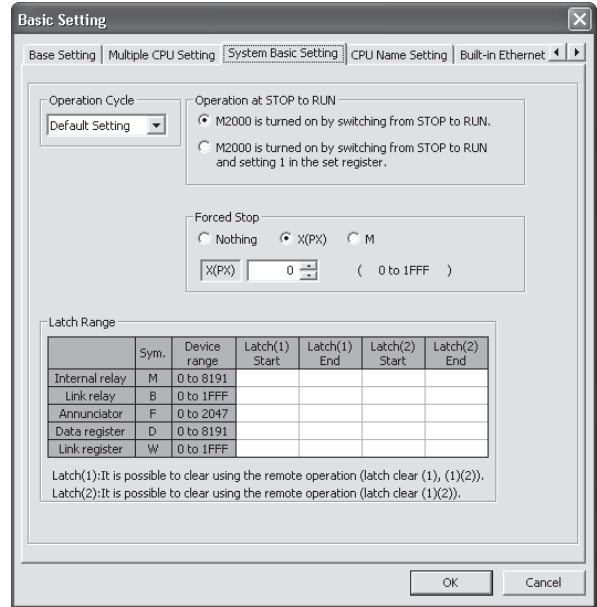 Basic Setting
Base Setting | Multiple CPU Setting | System Basic Setting | CPU Name Setting | Built-in Ethernet
Operation Cycle
Default Setting
Operation at STOP to RUN
M2000 is turned on by switching from STOP to RUN.
M2000 is turned on by switching from STOP to RUN
and setting 1 in the set register.
Forced Stop
Nothing X(PX) M
X(PX) 0 ( 0 to 1FFF )
Latch Range
Sym. Device range Latch(1) Start Latch(1) End Latch(2) Start Latch(2) End
Internal relay M 0 to 8191
Link relay B 0 to 1FFF
Annunciator F 0 to 2047
Data register D 0 to 8191
Link register W 0 to 1FFF
Latch(1):It is possible to clear using the remote operation (latch clear (1), (1)(2)).
Latch(2):It is possible to clear using the remote operation (latch clear (1)(2)).
OK Cancel